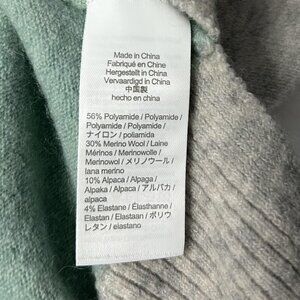 Made in China
Fabriqué en Chine
Hergestellt in China
Vervaardigd in China
中国製
hecho en china
56% Polyamide / Polyamide /
Polyamide / Polyamide /
ナイロン / poliamida
30% Merino Wool / Laine
Mérinos / Merinowolle /
Merinowol / メリノウール /
lana merino
10% Alpaca / Alpaga /
Alpaka / Alpaca / アルパカ /
alpaca
4% Elastane / Élasthanne /
Elastan / Elastaan / ポリウ
レタン / elastano